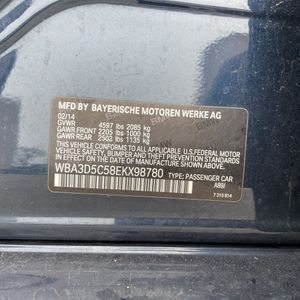 MFD BY BAYERISCHE MOTOREN WERKE AG
02/14
GVWR 4597 lbs 2085 kg
GAWR FRONT 2205 lbs 1000 kg
GAWR REAR 2502 lbs 1135 kg
THIS VEHICLE CONFORMS TO ALL APPLICABLE
U.S. FEDERAL MOTOR VEHICLE SAFETY,
BUMPER, AND THEFT PREVENTION STANDARDS
IN EFFECT ON THE DATE OF MANUFACTURE
SHOWN ABOVE.
WBA3D5C58EKX98780 TYPE: PASSENGER CAR
A89/
7 315 814